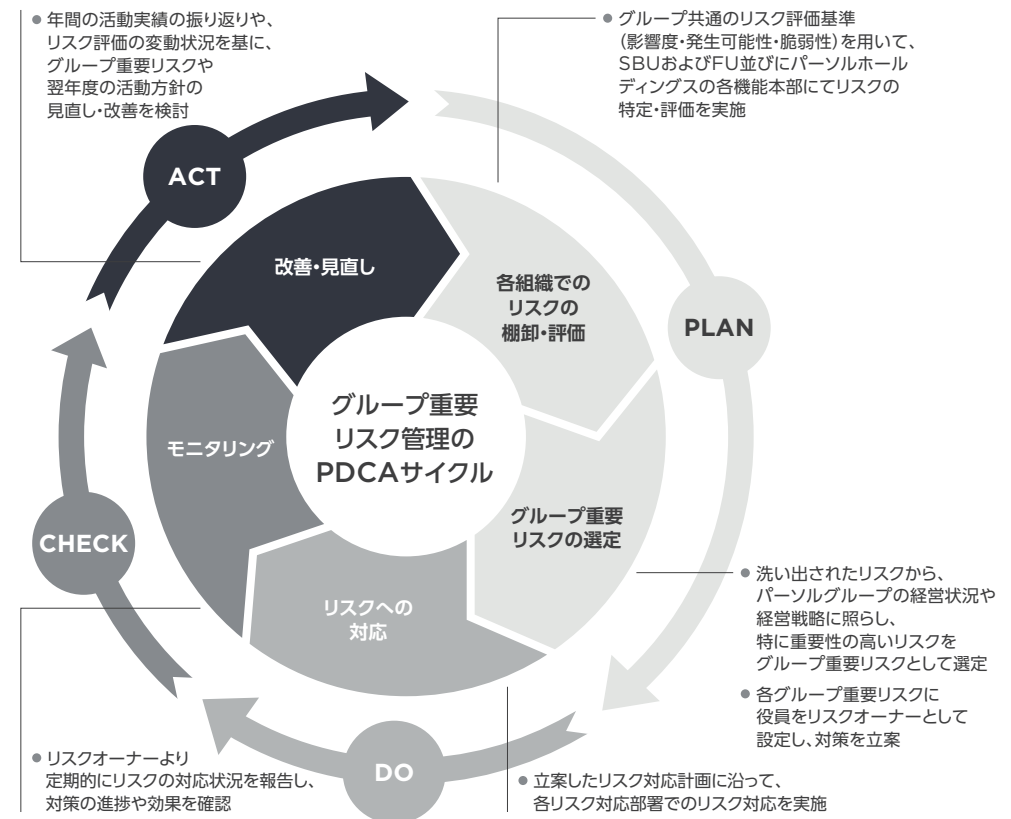 ● 年間の活動実績の振り返りや、
リスク評価の変動状況を基に、
グループ重要リスクや
翌年度の活動方針の
見直し・改善を検討
● グループ共通のリスク評価基準
（影響度・発生可能性・脆弱性）を用いて、
SBUおよびFU並びにパーソルホール
ディングスの各機能本部にてリスクの
特定・評価を実施
ACT
改善・見直し
各組織での
リスクの
棚卸・評価
PLAN
グループ重要
リスク管理の
PDCAサイクル
モニタリング
グループ重要
リスクの選定
CHECK
リスクへの
対応
● 洗い出されたリスクから、
パーソルグループの経営状況や
経営戦略に照らし、
特に重要性の高いリスクを
グループ重要リスクとして選定
● 各グループ重要リスクに
役員をリスクオーナーとして
設定し、対策を立案
DO
● リスクオーナーより
定期的にリスクの対応状況を報告し、
対策の進捗や効果を確認
● 立案したリスク対応計画に沿って、
各リスク対応部署でのリスク対応を実施